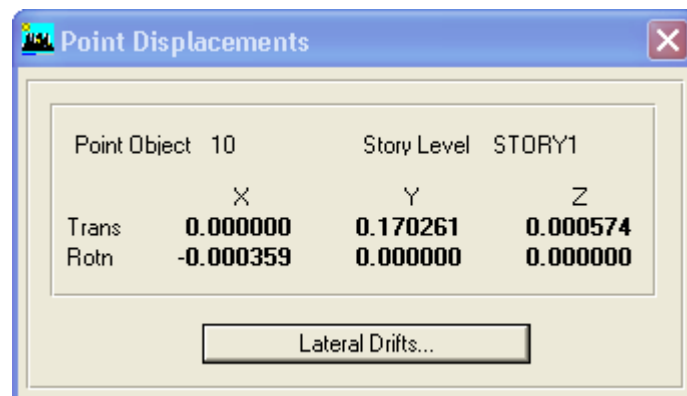 Point Displacements
Point Object 10 Story Level STORY1
X Y Z
Trans 0.000000 0.170261 0.000574
Rotn -0.000359 0.000000 0.000000
Lateral Drifts...